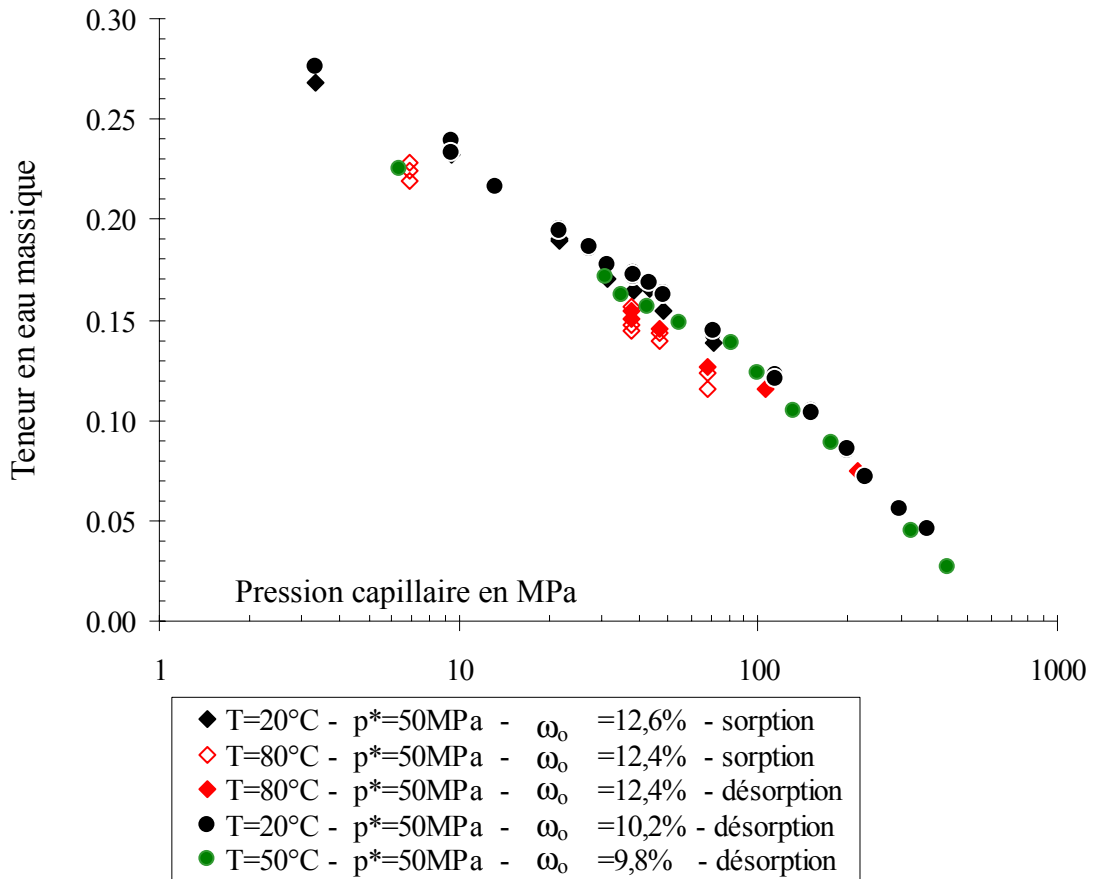 0.30
0.25
0.20
0.15
0.10
0.05
0.00
Teneur en eau massique
Pression capillaire en MPa
1 10 100 1000
T=20°C - p*=50MPa - ωo =12,6% - sorption
T=80°C - p*=50MPa - ωo =12,4% - sorption
T=80°C - p*=50MPa - ωo =12,4% - désorption
T=20°C - p*=50MPa - ωo =10,2% - désorption
T=50°C - p*=50MPa - ωo =9,8% - désorption